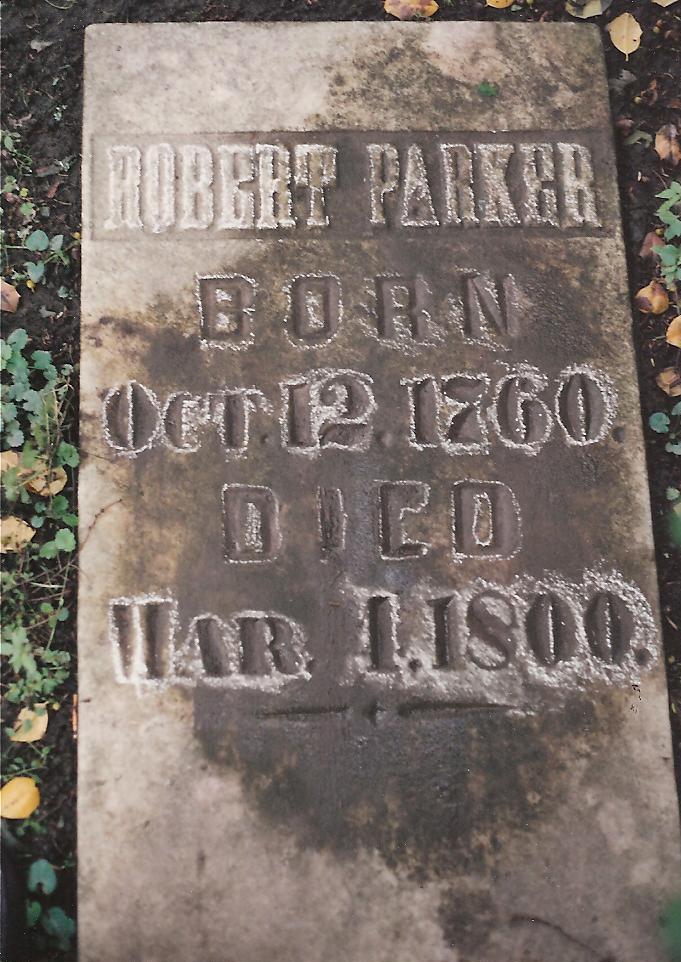 ROBERT PARKER
BORN
OCT. 12. 1760.
DIED
MAR. 1. 1800.